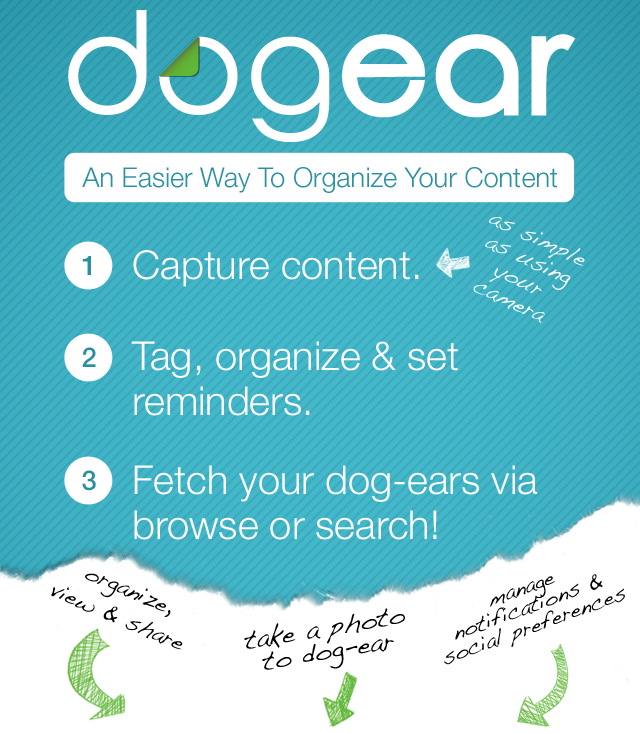 dogear
An Easier Way To Organize Your Content
1 Capture content.
as simple
as using
your
camera
2 Tag, organize & set
reminders.
3 Fetch your dog-ears via
browse or search!
organize,
view & share
take a photo
to dog-ear
manage
notifications &
social preferences